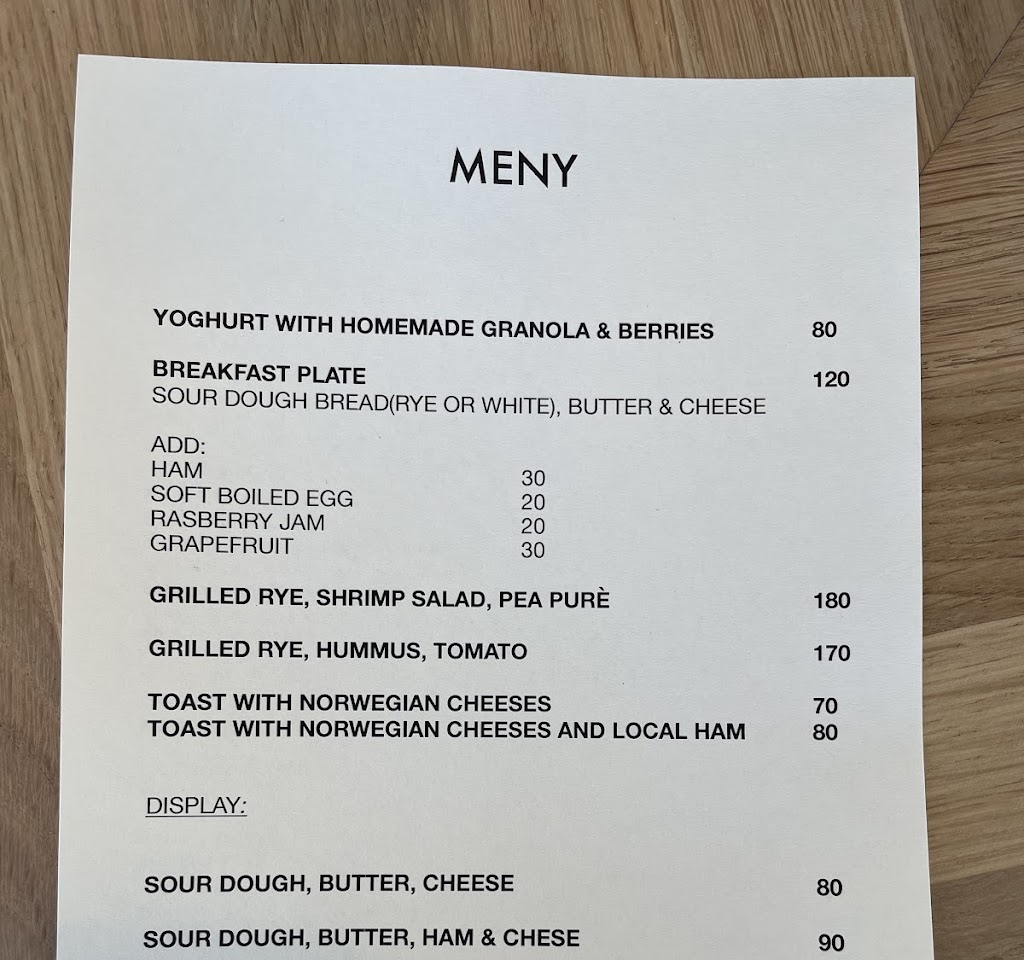 MENY
YOGHURT WITH HOMEMADE GRANOLA & BERRIES 80
BREAKFAST PLATE 120
SOUR DOUGH BREAD(RYE OR WHITE), BUTTER & CHEESE
ADD:
HAM 30
SOFT BOILED EGG 20
RASBERRY JAM 20
GRAPEFRUIT 30
GRILLED RYE, SHRIMP SALAD, PEA PURÈ 180
GRILLED RYE, HUMMUS, TOMATO 170
TOAST WITH NORWEGIAN CHEESES 70
TOAST WITH NORWEGIAN CHEESES AND LOCAL HAM 80
DISPLAY:
SOUR DOUGH, BUTTER, CHEESE 80
SOUR DOUGH, BUTTER, HAM & CHESE 90